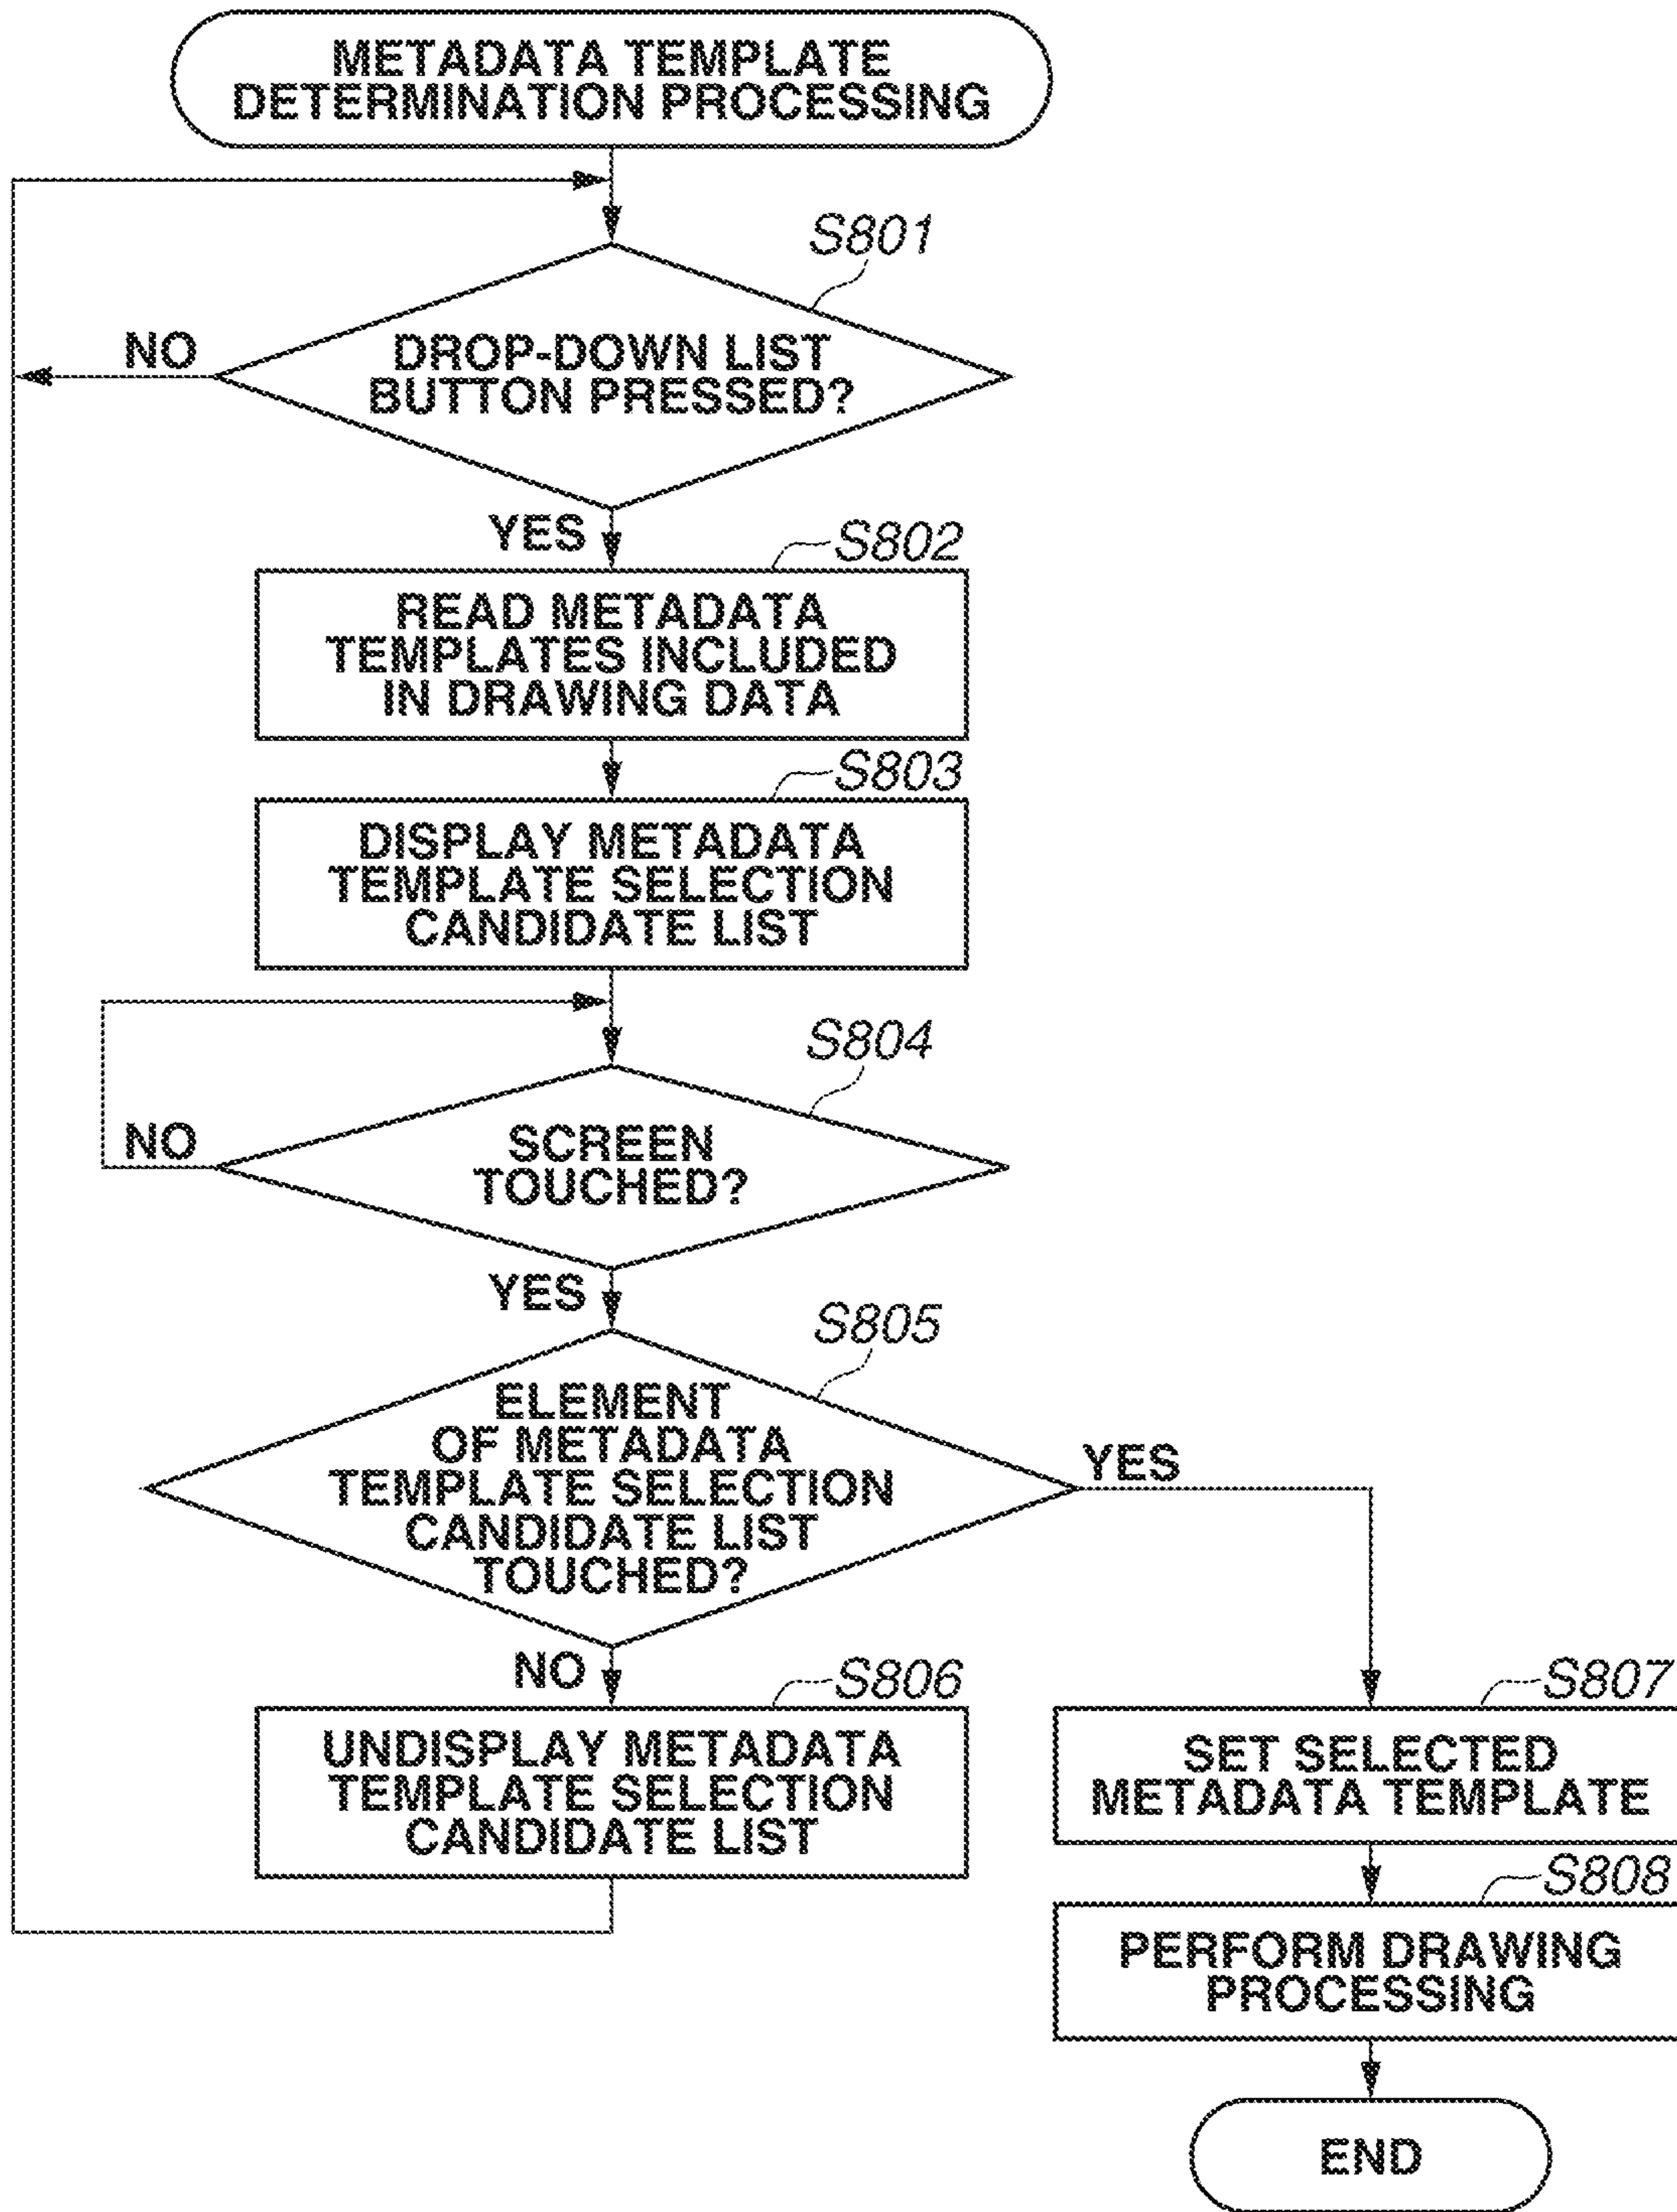 METADATA TEMPLATE
DETERMINATION PROCESSING
S801
NO
DROP-DOWN LIST
BUTTON PRESSED?
YES
S802
READ METADATA
TEMPLATES INCLUDED
IN DRAWING DATA
S803
DISPLAY METADATA
TEMPLATE SELECTION
CANDIDATE LIST
S804
NO
SCREEN
TOUCHED?
YES
S805
ELEMENT
OF METADATA
TEMPLATE SELECTION
CANDIDATE LIST
TOUCHED?
YES
NO
S806
UNDISPLAY METADATA
TEMPLATE SELECTION
CANDIDATE LIST
S807
SET SELECTED
METADATA TEMPLATE
S808
PERFORM DRAWING
PROCESSING
END